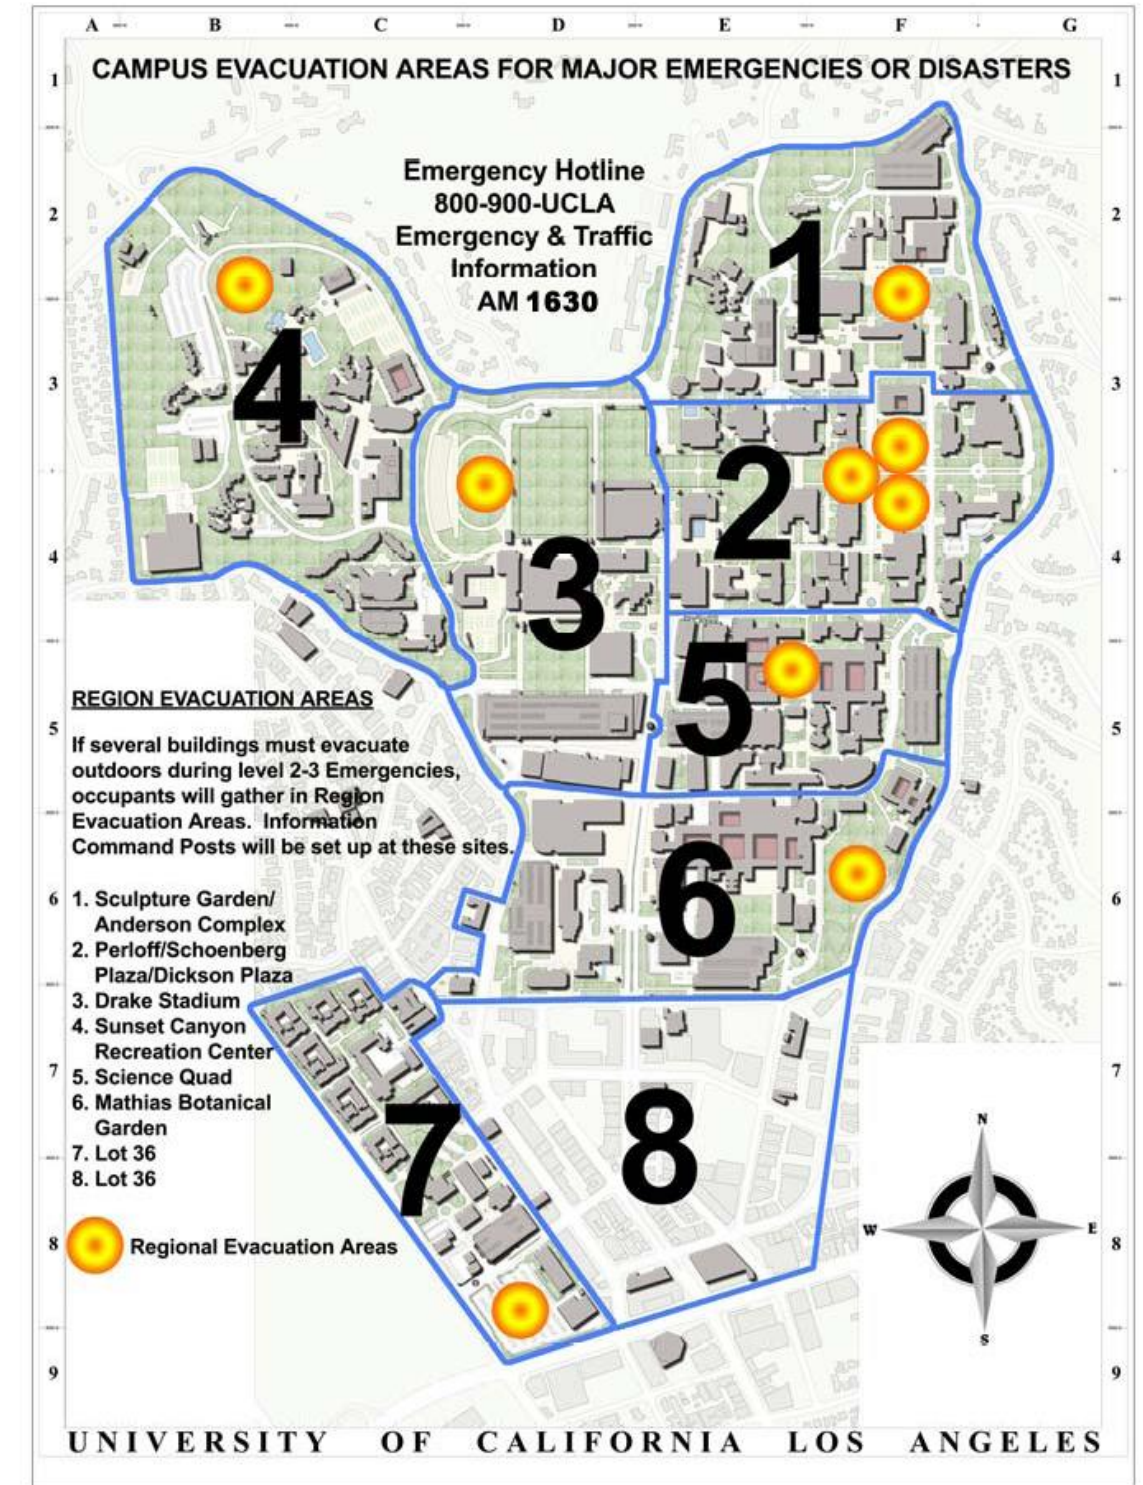 A B C D E F G
CAMPUS EVACUATION AREAS FOR MAJOR EMERGENCIES OR DISASTERS
1 1
Emergency Hotline
800-900-UCLA
Emergency & Traffic
Information
AM 1630
2 2
1
3 3
4
2
4 4
3
5
REGION EVACUATION AREAS
5 5
If several buildings must evacuate
outdoors during level 2-3 Emergencies,
occupants will gather in Region
Evacuation Areas. Information
Command Posts will be set up at these sites.
6
6 6
1. Sculpture Garden/
Anderson Complex
2. Perloff/Schoenberg
Plaza/Dickson Plaza
3. Drake Stadium
4. Sunset Canyon
Recreation Center
5. Science Quad
6. Mathias Botanical
Garden
7. Lot 36
8. Lot 36
7 7
7
8
N
W E
S
8 8
Regional Evacuation Areas
9 9
UNIVERSITY OF CALIFORNIA LOS ANGELES